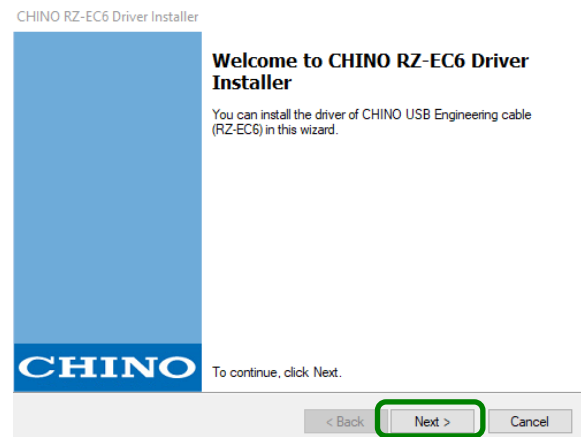 CHINO RZ-EC6 Driver Installer
Welcome to CHINO RZ-EC6 Driver
Installer
You can install the driver of CHINO USB Engineering cable
(RZ-EC6) in this wizard.
CHINO
To continue, click Next.
< Back
Next >
Cancel